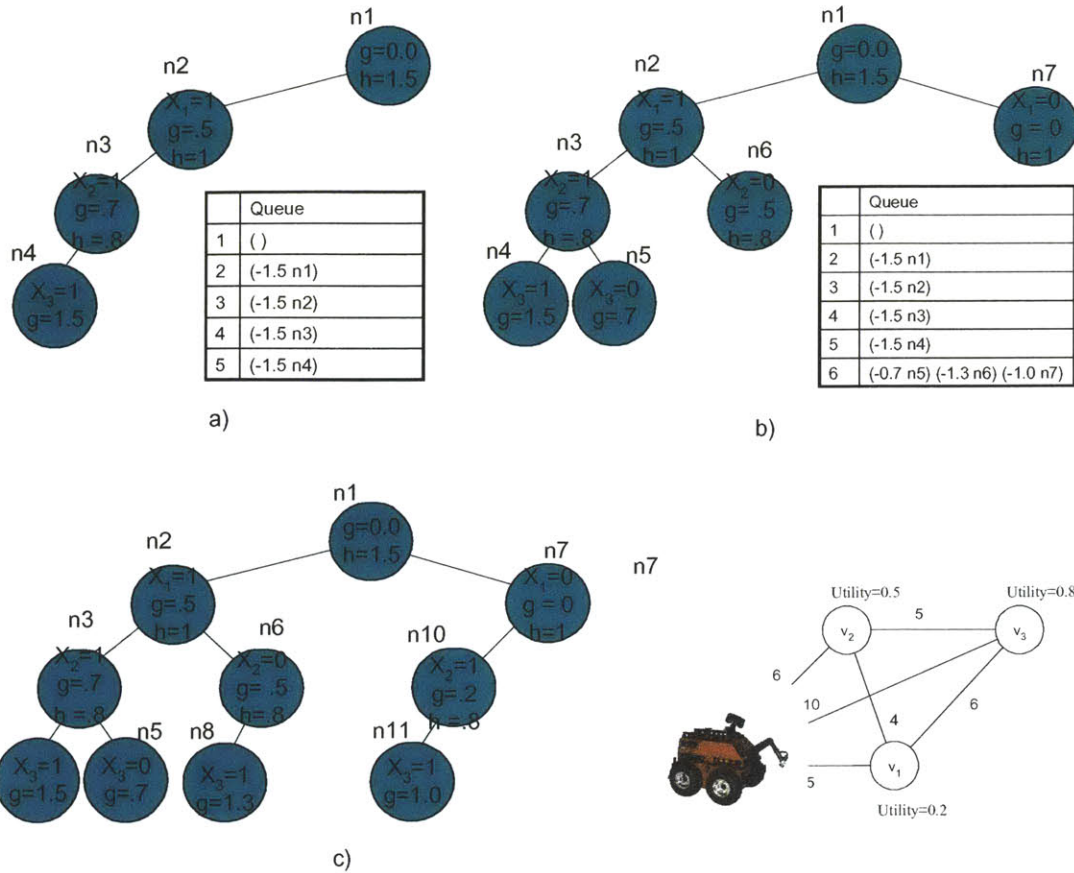 n1
g=0.0
h=1.5
n2
X1=1
g=.5
h=1
n3
X2=1
g=.7
h =.8
n4
X3=1
g=1.5
Queue
1 ( )
2 (-1.5 n1)
3 (-1.5 n2)
4 (-1.5 n3)
5 (-1.5 n4)
a)
n1
g=0.0
h=1.5
n2
X1=1
g=.5
h=1
n7
X1=0
g = 0
h=1
n3
X2=1
g=.7
h =.8
n6
X2=0
g= .5
h=.8
n4
X3=1
g=1.5
n5
X3=0
g=.7
Queue
1 ( )
2 (-1.5 n1)
3 (-1.5 n2)
4 (-1.5 n3)
5 (-1.5 n4)
6 (-0.7 n5) (-1.3 n6) (-1.0 n7)
b)
n1
g=0.0
h=1.5
n2
X1=1
g=.5
h=1
n7
X1=0
g = 0
h=1
n7
n3
X2=1
g=.7
h =.8
n6
X2=0
g= .5
h=.8
n10
X2=1
g=.2
h =.8
X3=1
g=1.5
n5
X3=0
g=.7
n8
X3=1
g=1.3
n11
X3=1
g=1.0
c)
Utility=0.5
Utility=0.8
v2
5
v3
6
10
4
6
5
v1
Utility=0.2